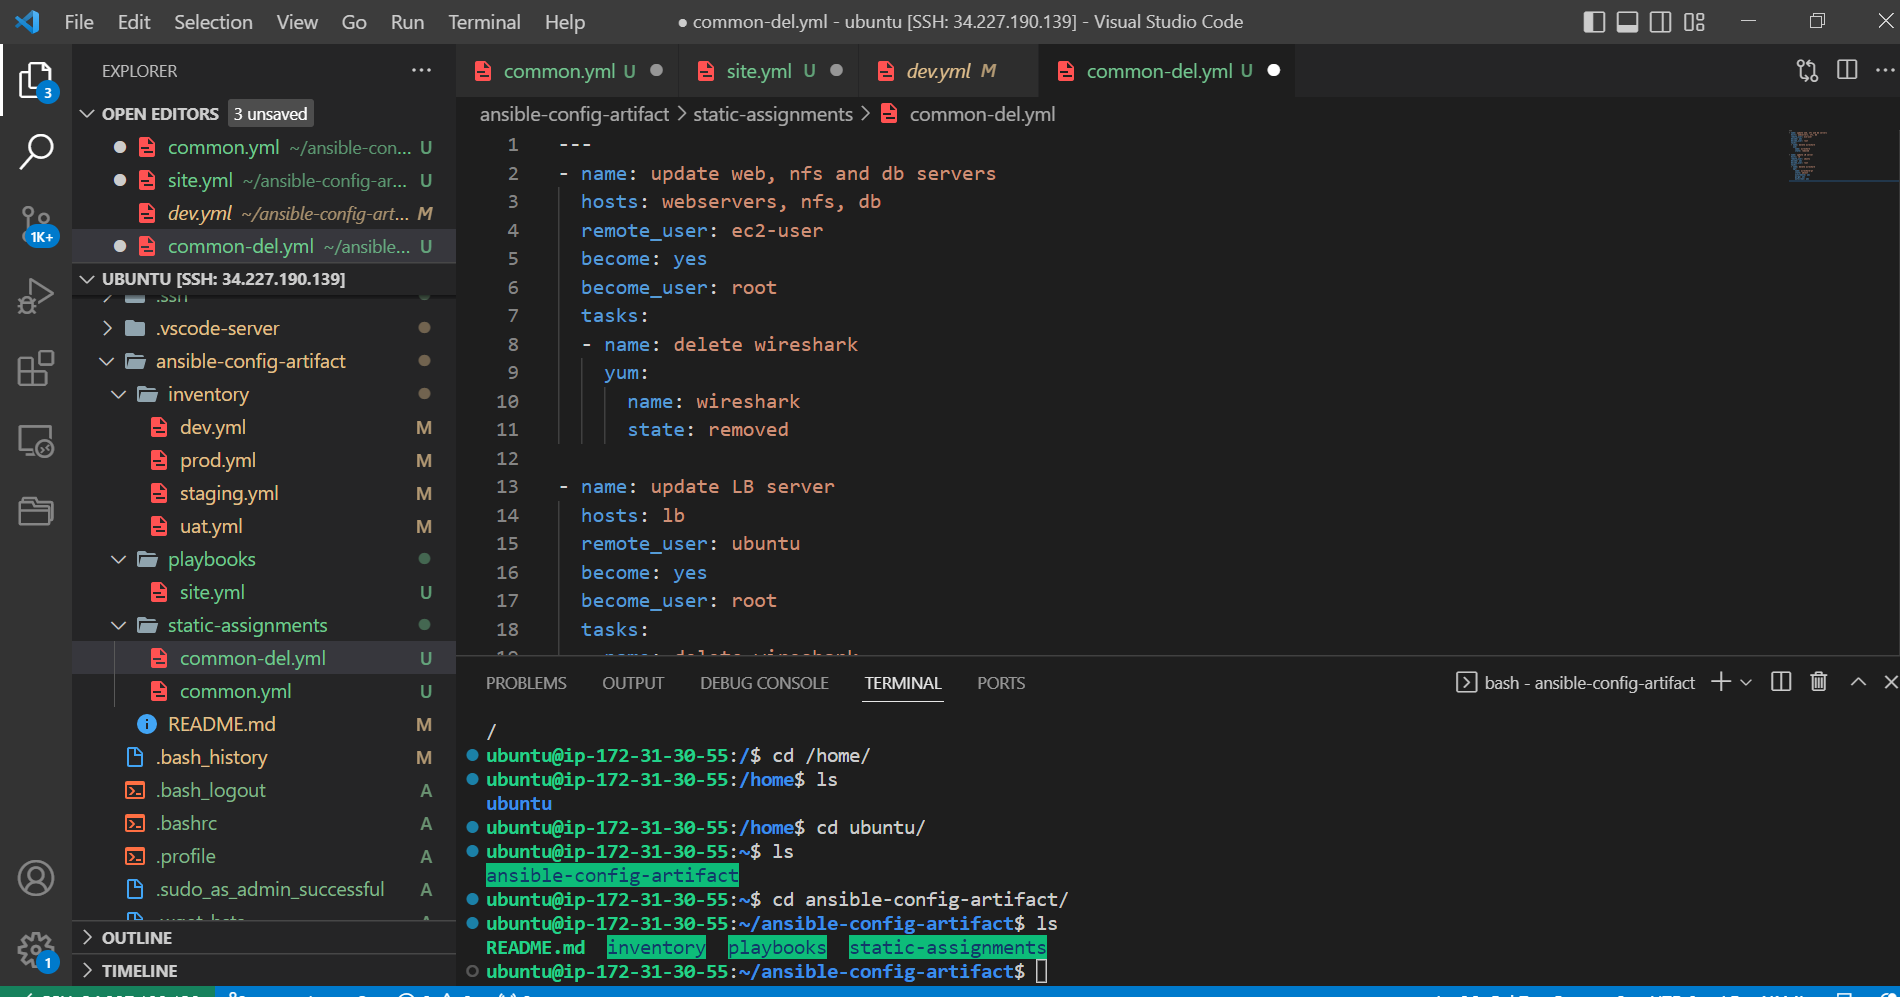 File Edit Selection View Go Run Terminal Help
● common-del.yml - ubuntu [SSH: 34.227.190.139] - Visual Studio Code
EXPLORER
OPEN EDITORS 3 unsaved
common.yml ~/ansible-con... U
site.yml ~/ansible-config-ar... U
dev.yml ~/ansible-config-art... M
common-del.yml ~/ansible... U
UBUNTU [SSH: 34.227.190.139]
.ssh
.vscode-server
ansible-config-artifact
inventory
dev.yml M
prod.yml M
staging.yml M
uat.yml M
playbooks
site.yml U
static-assignments
common-del.yml U
common.yml U
README.md M
.bash_history M
.bash_logout A
.bashrc A
.profile A
.sudo_as_admin_successful A
OUTLINE
TIMELINE
3
1K+
1
common.yml U
site.yml U
dev.yml M
common-del.yml U
ansible-config-artifact > static-assignments > common-del.yml
1 ---
2 - name: update web, nfs and db servers
3 hosts: webservers, nfs, db
4 remote_user: ec2-user
5 become: yes
6 become_user: root
7 tasks:
8 - name: delete wireshark
9 yum:
10 name: wireshark
11 state: removed
12
13 - name: update LB server
14 hosts: lb
15 remote_user: ubuntu
16 become: yes
17 become_user: root
18 tasks:
19 - name: delete wireshark
PROBLEMS OUTPUT DEBUG CONSOLE TERMINAL PORTS
bash - ansible-config-artifact
/
ubuntu@ip-172-31-30-55:/$ cd /home/
ubuntu@ip-172-31-30-55:/home$ ls
ubuntu
ubuntu@ip-172-31-30-55:/home$ cd ubuntu/
ubuntu@ip-172-31-30-55:~$ ls
ansible-config-artifact
ubuntu@ip-172-31-30-55:~$ cd ansible-config-artifact/
ubuntu@ip-172-31-30-55:~/ansible-config-artifact$ ls
README.md inventory playbooks static-assignments
ubuntu@ip-172-31-30-55:~/ansible-config-artifact$